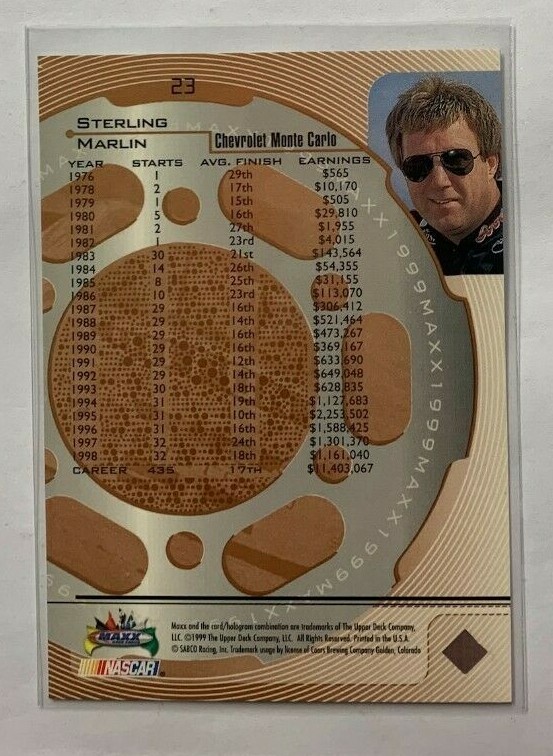 23
STERLING
MARLIN
Chevrolet Monte Carlo
YEAR STARTS AVG. FINISH EARNINGS
1976 1 29th $565
1978 2 17th $10,170
1979 1 15th $505
1980 5 16th $29,810
1981 2 27th $1,955
1982 1 23rd $4,015
1983 30 21st $143,564
1984 14 26th $54,355
1985 8 25th $31,155
1986 10 23rd $113,070
1987 29 16th $306,412
1988 29 14th $521,464
1989 29 16th $473,267
1990 29 16th $369,167
1991 29 12th $633,690
1992 29 14th $649,048
1993 30 18th $628,835
1994 31 19th $1,127,683
1995 31 10th $2,253,502
1996 31 16th $1,588,425
1997 32 24th $1,301,370
1998 32 18th $1,161,040
CAREER 435 17TH $11,403,067
MAXX1999MAXX1999MAXX1999MAXX
Maxx and the card/hologram combination are trademarks of The Upper Deck Company,
LLC. ©1999 The Upper Deck Company, LLC. All Rights Reserved. Printed in the U.S.A.
© SABCO Racing, Inc. Trademark usage by license of Coors Brewing Company Golden, Colorado
MAXX
NASCAR